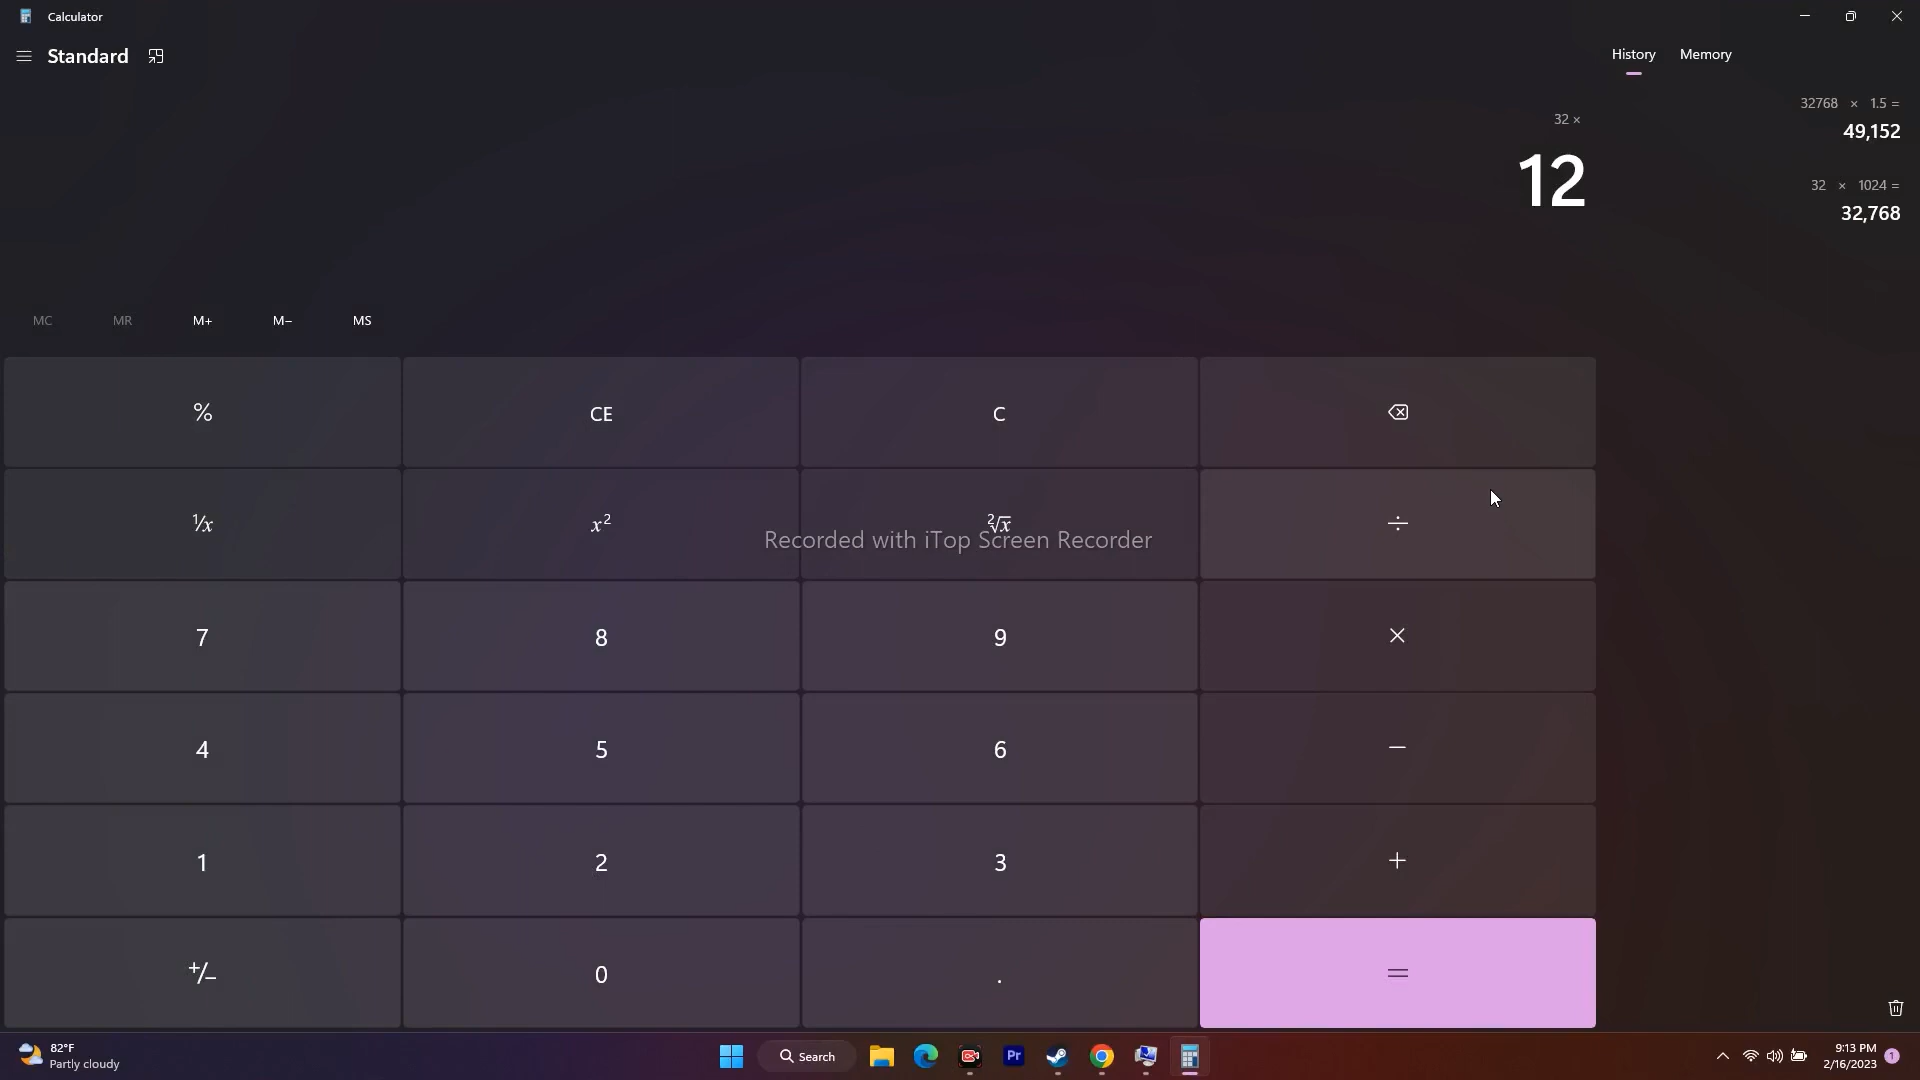 Calculator
Standard
History Memory
32 ×
12
32768 × 1.5 =
49,152
32 × 1024 =
32,768
MC MR M+ M− MS
% CE C
⅟x x² ²√x ÷
Recorded with iTop Screen Recorder
7 8 9 ×
4 5 6 −
1 2 3 +
+/− 0 . =
82°F
Partly cloudy
Search
Pr
9:13 PM
2/16/2023
1